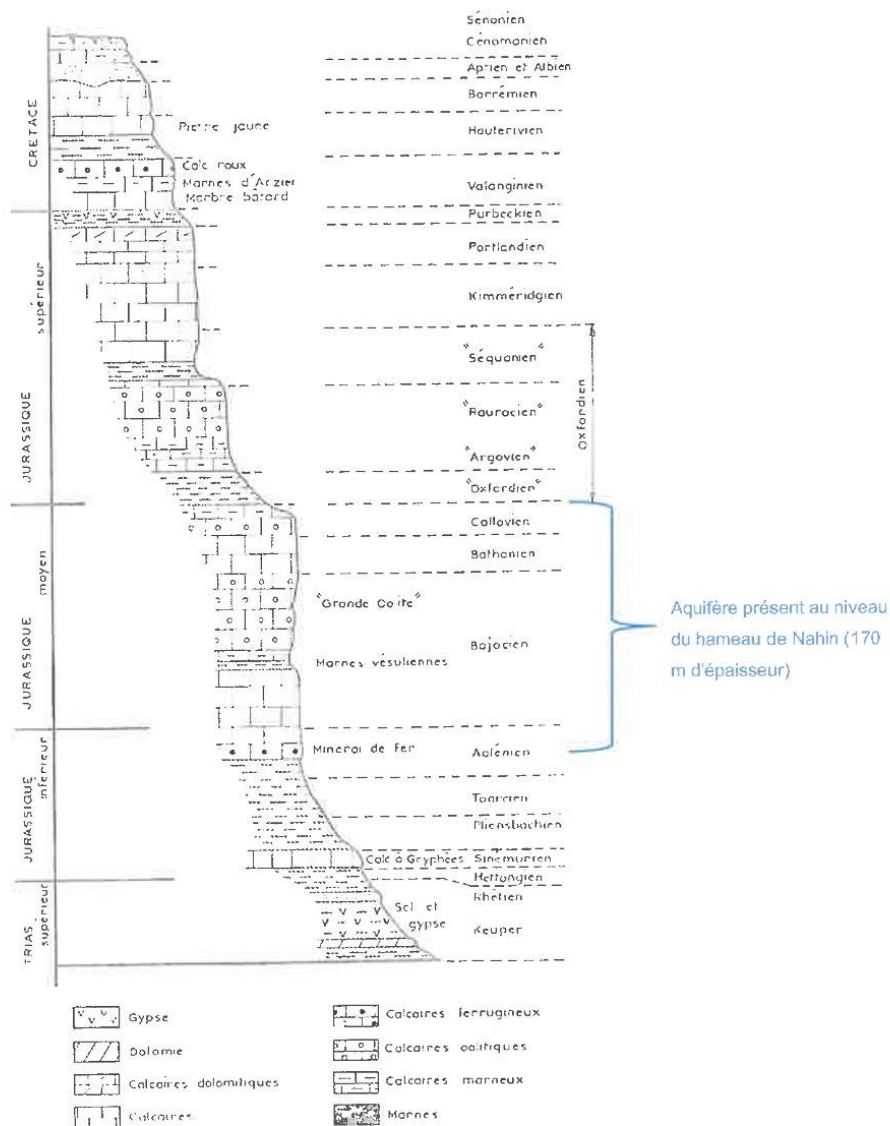 Sénonien
Cénomanien
Aptien et Albien
Barrémien
Pierre jaune
Hauterivien
CRETACE
Calc roux
Marnes d'Arzier
Marbre bâtard
Valanginien
Purbeckien
Portlandien
supérieur
Kimméridgien
"Séquanien"
JURASSIQUE
"Rauracien"
Oxfordien
"Argovien"
"Oxfordien"
Callovien
Bathonien
moyen
"Grande Oolite"
JURASSIQUE
Marnes vésuliennes
Bajocien
Aquifère présent au niveau
du hameau de Nahin (170
m d'épaisseur)
Minerai de fer
Aalénien
inférieur
JURASSIQUE
Toarcien
Pliensbachien
Calc à Gryphées
Sinémurien
Hettangien
Rhétien
Sel et
gypse
supérieur
TRIAS
Keuper
Gypse
Dolomie
Calcaires dolomitiques
Calcaires
Calcaires ferrugineux
Calcaires oolitiques
Calcaires marneux
Marnes